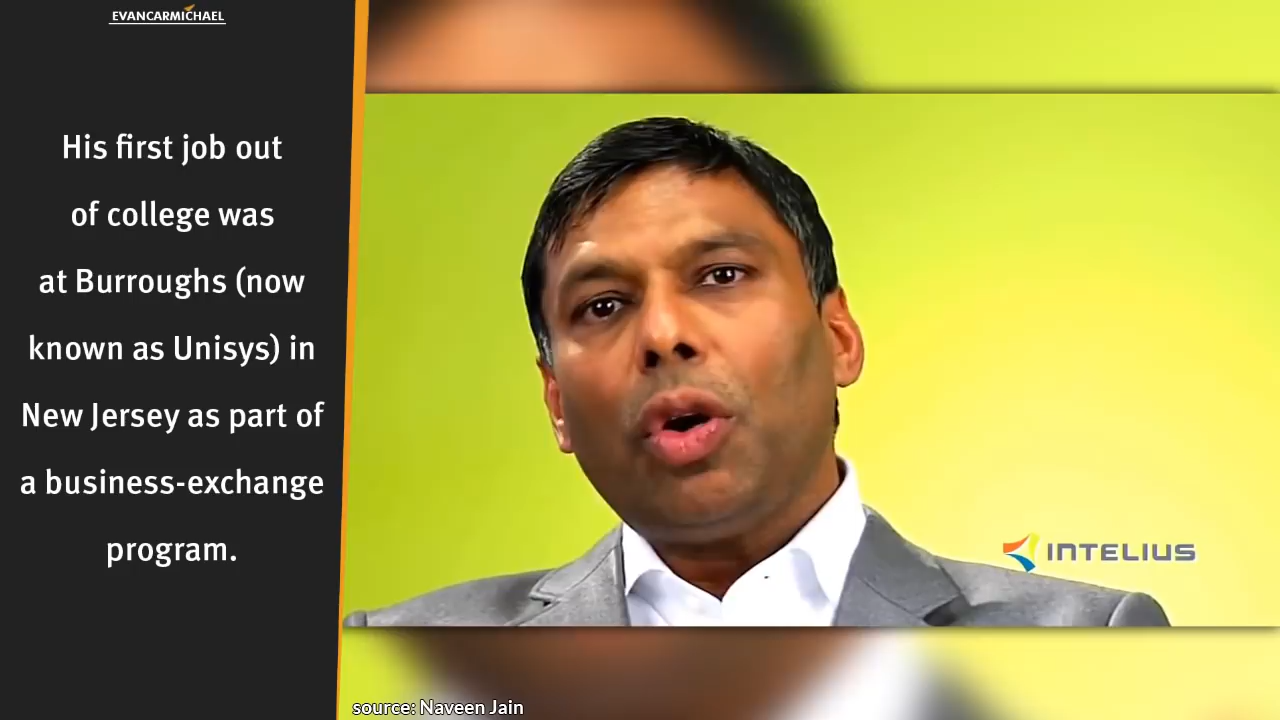 EVANCARMICHAEL
His first job out
of college was
at Burroughs (now
known as Unisys) in
New Jersey as part of
a business-exchange
program.
INTELIUS
source: Naveen Jain